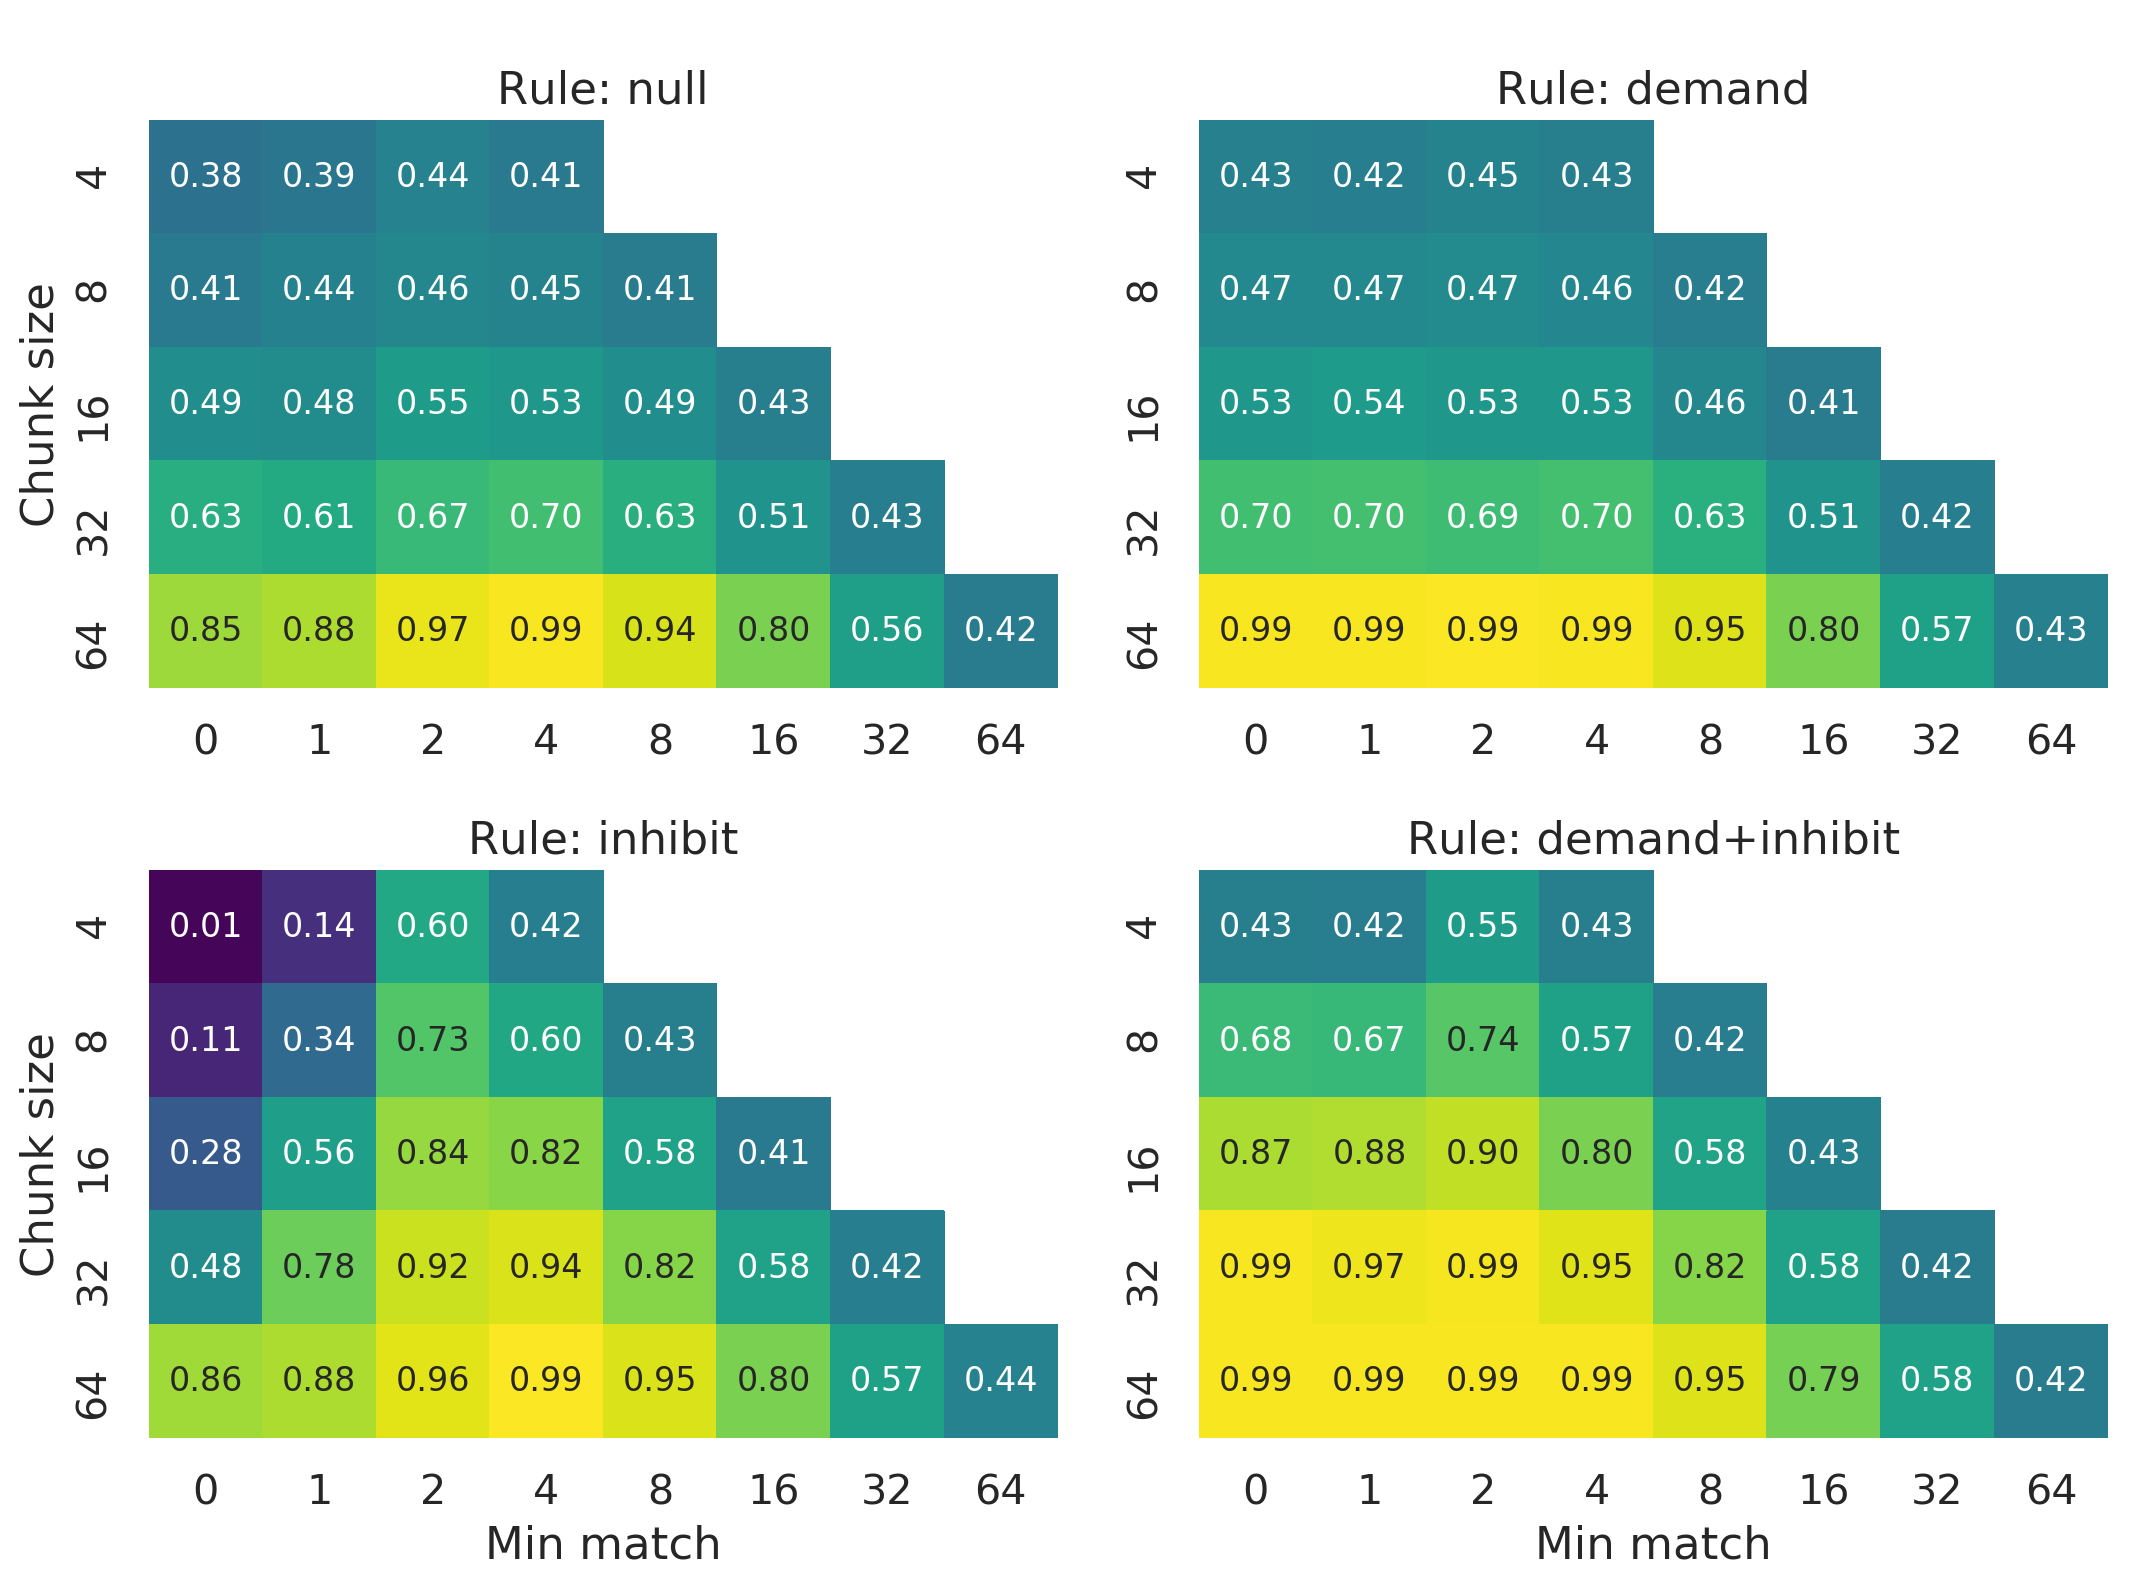 Rule: null
Chunk size
4 0.38 0.39 0.44 0.41
8 0.41 0.44 0.46 0.45 0.41
16 0.49 0.48 0.55 0.53 0.49 0.43
32 0.63 0.61 0.67 0.70 0.63 0.51 0.43
64 0.85 0.88 0.97 0.99 0.94 0.80 0.56 0.42
0 1 2 4 8 16 32 64
Rule: demand
4 0.43 0.42 0.45 0.43
8 0.47 0.47 0.47 0.46 0.42
16 0.53 0.54 0.53 0.53 0.46 0.41
32 0.70 0.70 0.69 0.70 0.63 0.51 0.42
64 0.99 0.99 0.99 0.99 0.95 0.80 0.57 0.43
0 1 2 4 8 16 32 64
Rule: inhibit
Chunk size
4 0.01 0.14 0.60 0.42
8 0.11 0.34 0.73 0.60 0.43
16 0.28 0.56 0.84 0.82 0.58 0.41
32 0.48 0.78 0.92 0.94 0.82 0.58 0.42
64 0.86 0.88 0.96 0.99 0.95 0.80 0.57 0.44
0 1 2 4 8 16 32 64
Min match
Rule: demand+inhibit
4 0.43 0.42 0.55 0.43
8 0.68 0.67 0.74 0.57 0.42
16 0.87 0.88 0.90 0.80 0.58 0.43
32 0.99 0.97 0.99 0.95 0.82 0.58 0.42
64 0.99 0.99 0.99 0.99 0.95 0.79 0.58 0.42
0 1 2 4 8 16 32 64
Min match